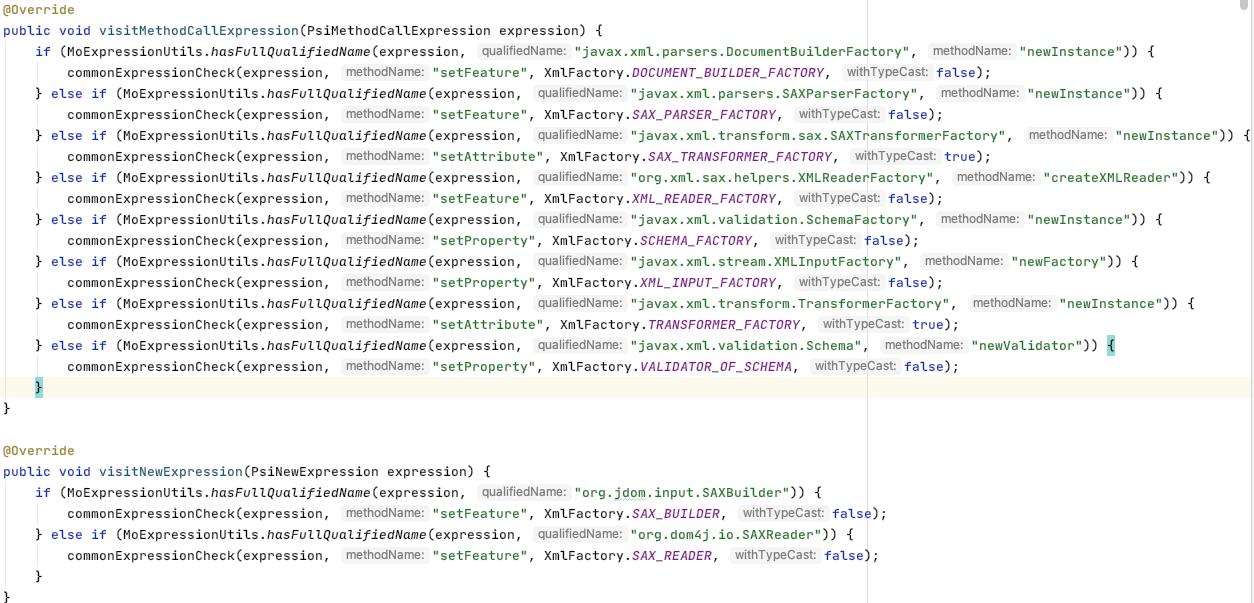 @Override
public void visitMethodCallExpression(PsiMethodCallExpression expression) {
if (MoExpressionUtils.hasFullQualifiedName(expression, qualifiedName: "javax.xml.parsers.DocumentBuilderFactory", methodName: "newInstance")) {
commonExpressionCheck(expression, methodName: "setFeature", XmlFactory.DOCUMENT_BUILDER_FACTORY, withTypeCast: false);
} else if (MoExpressionUtils.hasFullQualifiedName(expression, qualifiedName: "javax.xml.parsers.SAXParserFactory", methodName: "newInstance")) {
commonExpressionCheck(expression, methodName: "setFeature", XmlFactory.SAX_PARSER_FACTORY, withTypeCast: false);
} else if (MoExpressionUtils.hasFullQualifiedName(expression, qualifiedName: "javax.xml.transform.sax.SAXTransformerFactory", methodName: "newInstance")) {
commonExpressionCheck(expression, methodName: "setAttribute", XmlFactory.SAX_TRANSFORMER_FACTORY, withTypeCast: true);
} else if (MoExpressionUtils.hasFullQualifiedName(expression, qualifiedName: "org.xml.sax.helpers.XMLReaderFactory", methodName: "createXMLReader")) {
commonExpressionCheck(expression, methodName: "setFeature", XmlFactory.XML_READER_FACTORY, withTypeCast: false);
} else if (MoExpressionUtils.hasFullQualifiedName(expression, qualifiedName: "javax.xml.validation.SchemaFactory", methodName: "newInstance")) {
commonExpressionCheck(expression, methodName: "setProperty", XmlFactory.SCHEMA_FACTORY, withTypeCast: false);
} else if (MoExpressionUtils.hasFullQualifiedName(expression, qualifiedName: "javax.xml.stream.XMLInputFactory", methodName: "newFactory")) {
commonExpressionCheck(expression, methodName: "setProperty", XmlFactory.XML_INPUT_FACTORY, withTypeCast: false);
} else if (MoExpressionUtils.hasFullQualifiedName(expression, qualifiedName: "javax.xml.transform.TransformerFactory", methodName: "newInstance")) {
commonExpressionCheck(expression, methodName: "setAttribute", XmlFactory.TRANSFORMER_FACTORY, withTypeCast: true);
} else if (MoExpressionUtils.hasFullQualifiedName(expression, qualifiedName: "javax.xml.validation.Schema", methodName: "newValidator")) {
commonExpressionCheck(expression, methodName: "setProperty", XmlFactory.VALIDATOR_OF_SCHEMA, withTypeCast: false);
}
}
@Override
public void visitNewExpression(PsiNewExpression expression) {
if (MoExpressionUtils.hasFullQualifiedName(expression, qualifiedName: "org.jdom.input.SAXBuilder")) {
commonExpressionCheck(expression, methodName: "setFeature", XmlFactory.SAX_BUILDER, withTypeCast: false);
} else if (MoExpressionUtils.hasFullQualifiedName(expression, qualifiedName: "org.dom4j.io.SAXReader")) {
commonExpressionCheck(expression, methodName: "setFeature", XmlFactory.SAX_READER, withTypeCast: false);
}
}